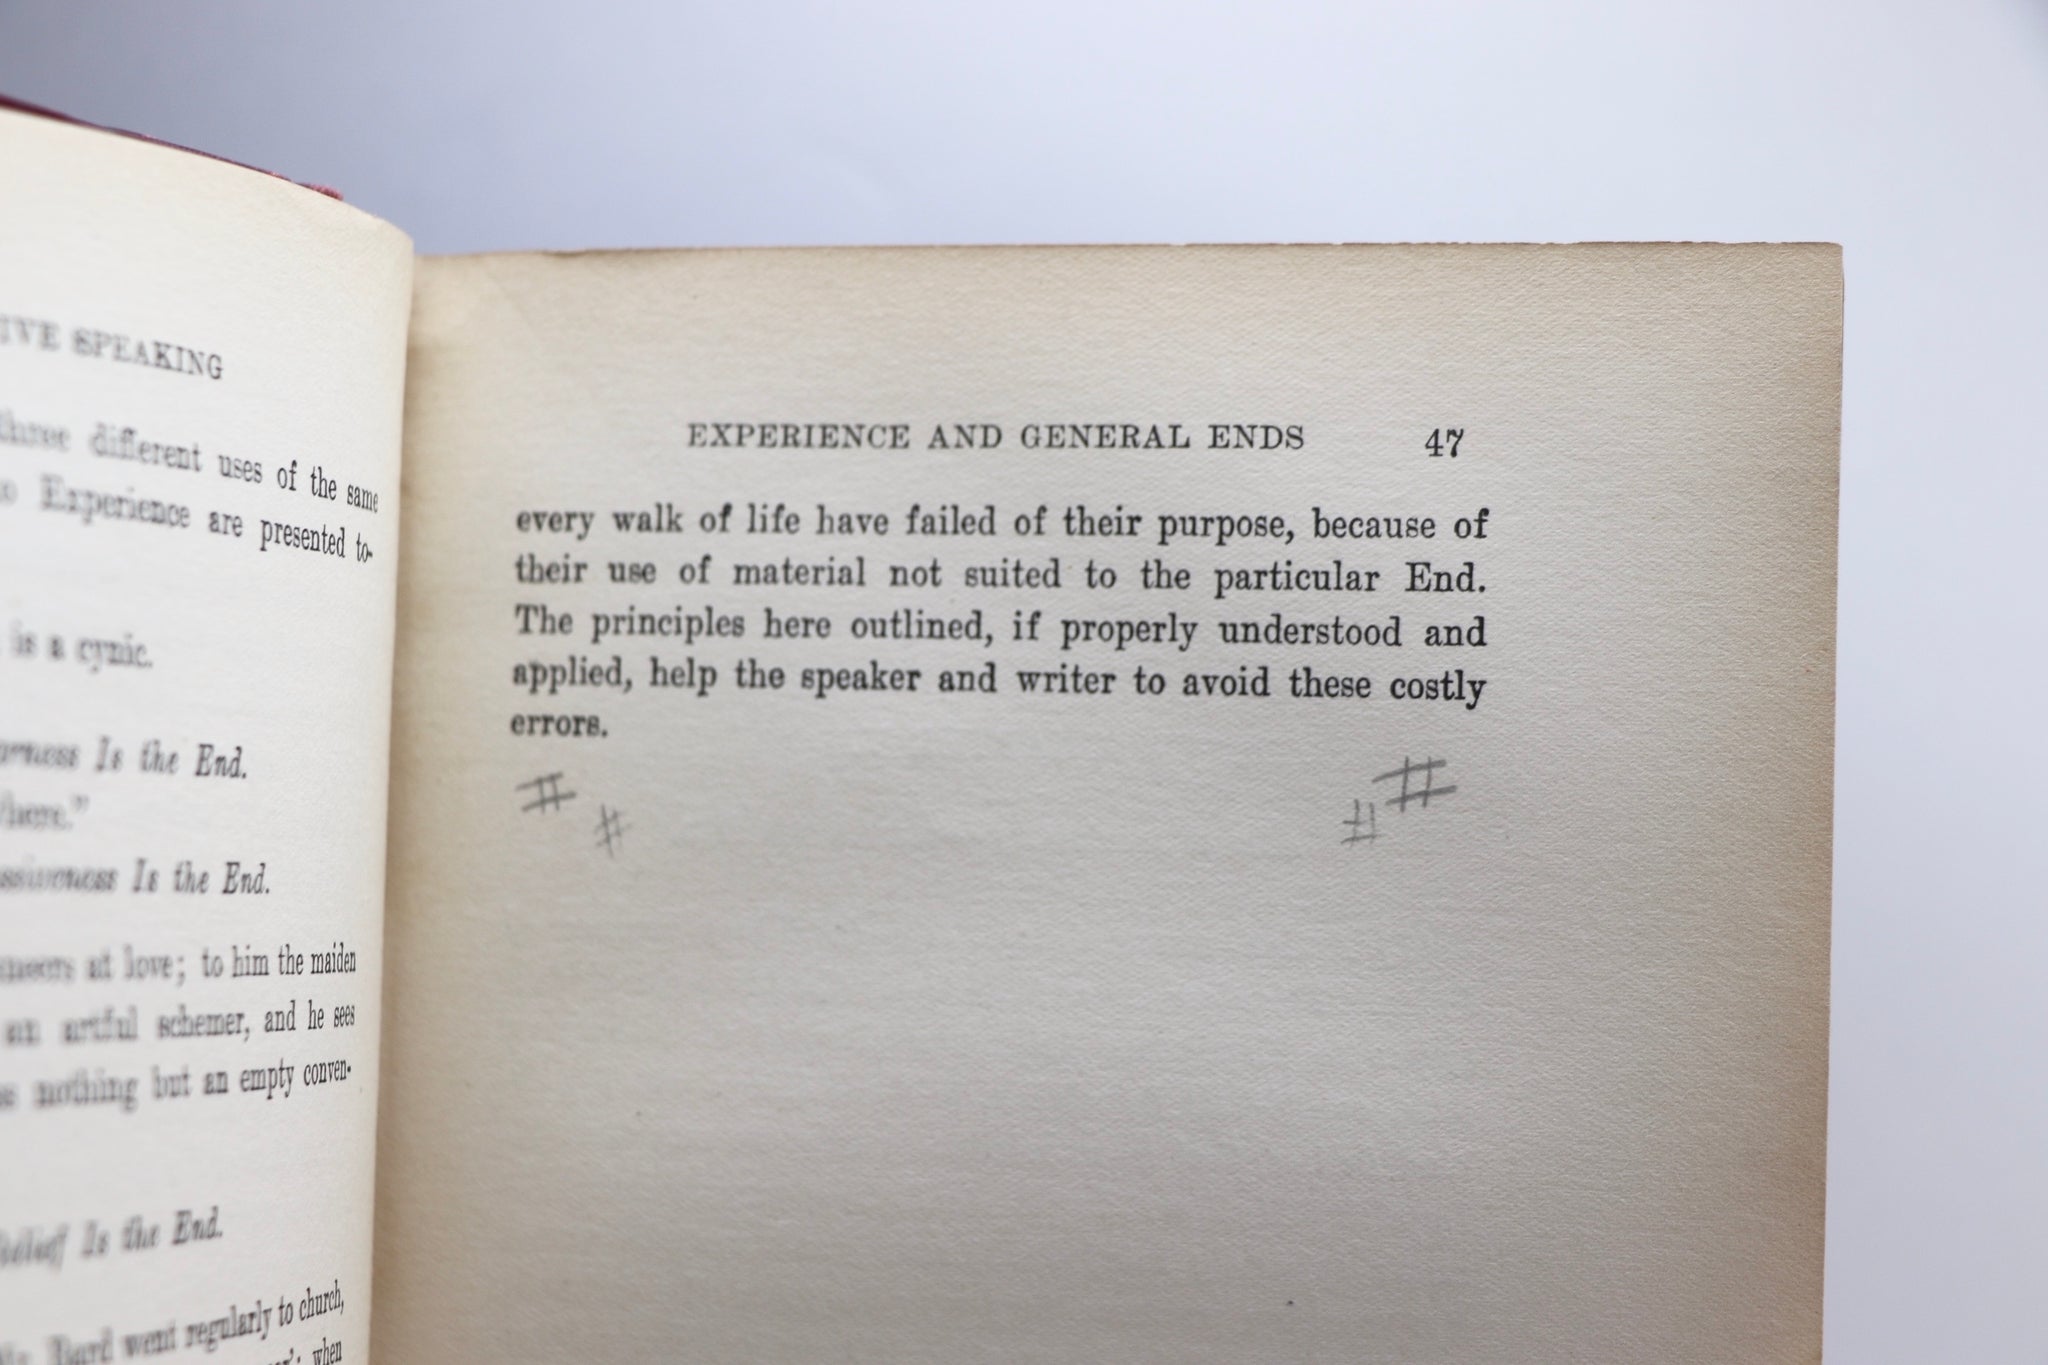 IVE SPEAKING
three different uses of the same
Experience are presented to-
is a cynic.
Is the End.
here."
Is the End.
at love; to him the maiden
an artful schemer, and he sees
nothing but an empty conven-
Belief Is the End.
Bard went regularly to church,
when
EXPERIENCE AND GENERAL ENDS 47
every walk of life have failed of their purpose, because of
their use of material not suited to the particular End.
The principles here outlined, if properly understood and
applied, help the speaker and writer to avoid these costly
errors.
# #
# #